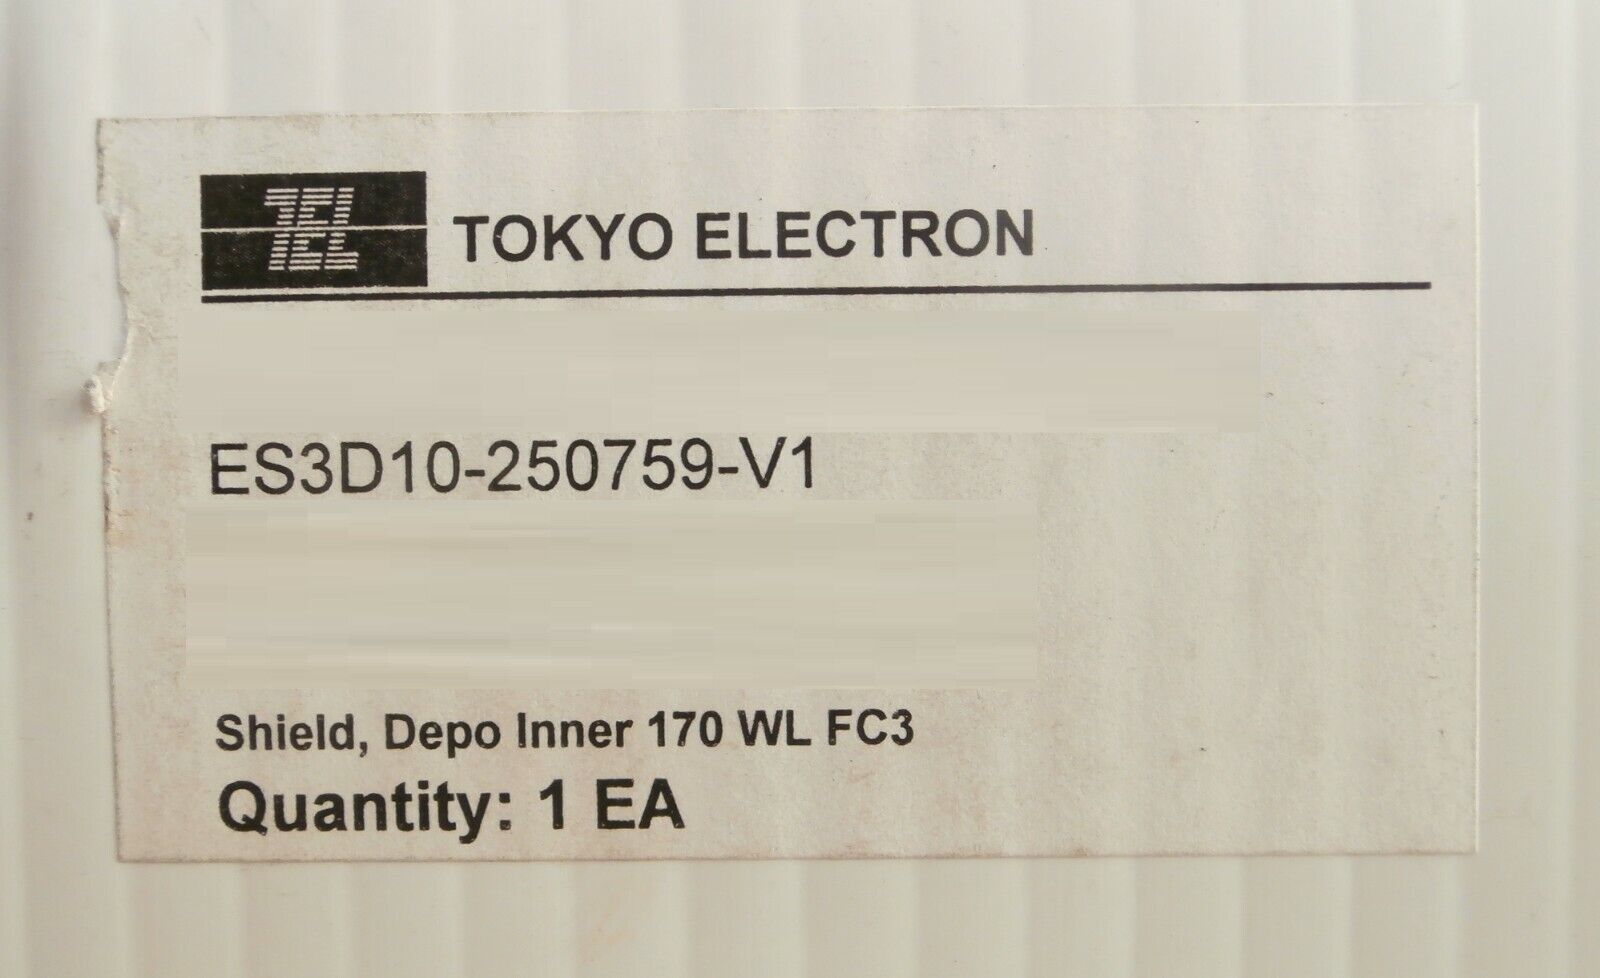 TEL TOKYO ELECTRON
ES3D10-250759-V1
Shield, Depo Inner 170 WL FC3
Quantity: 1 EA